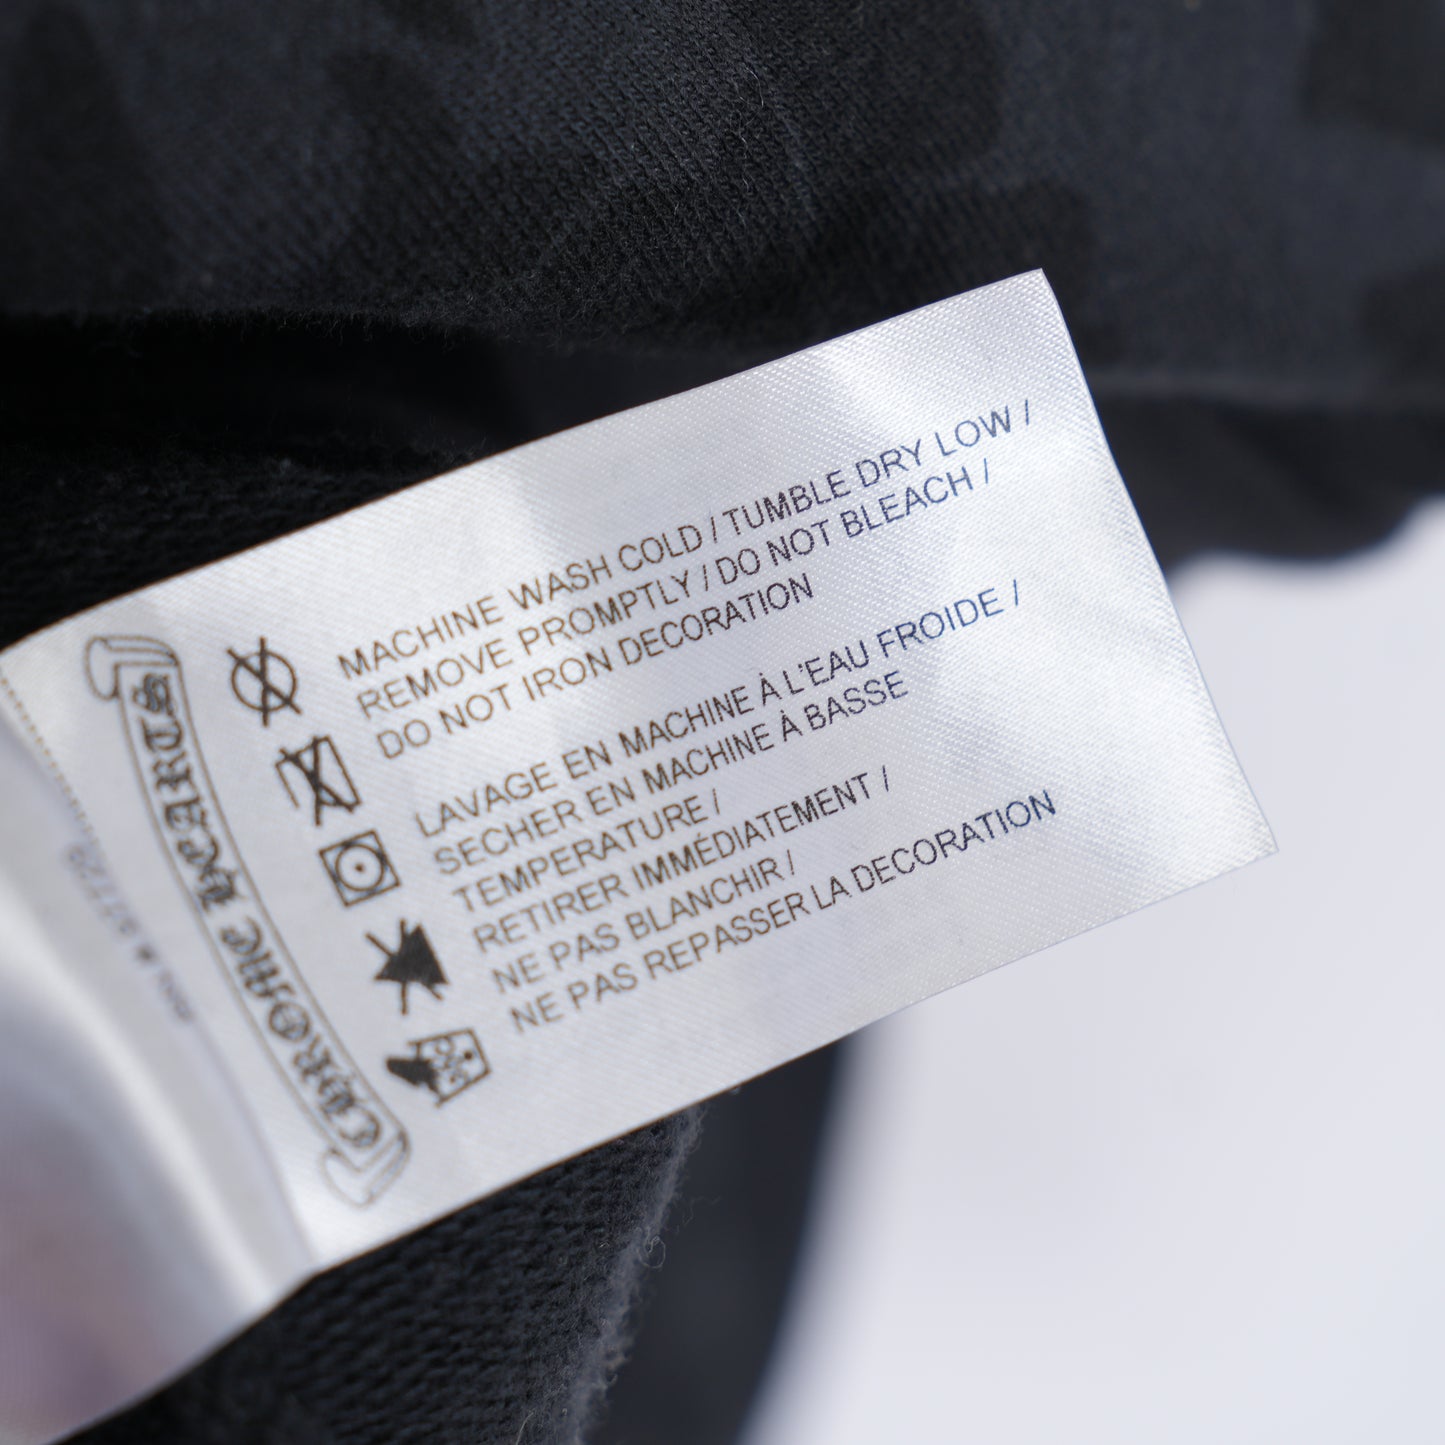 MACHINE WASH COLD / TUMBLE DRY LOW /
REMOVE PROMPTLY / DO NOT BLEACH /
DO NOT IRON DECORATION
LAVAGE EN MACHINE À L'EAU FROIDE /
SECHER EN MACHINE À BASSE
TEMPERATURE /
RETIRER IMMÉDIATEMENT /
NE PAS BLANCHIR /
NE PAS REPASSER LA DECORATION
CHROME HEARTS